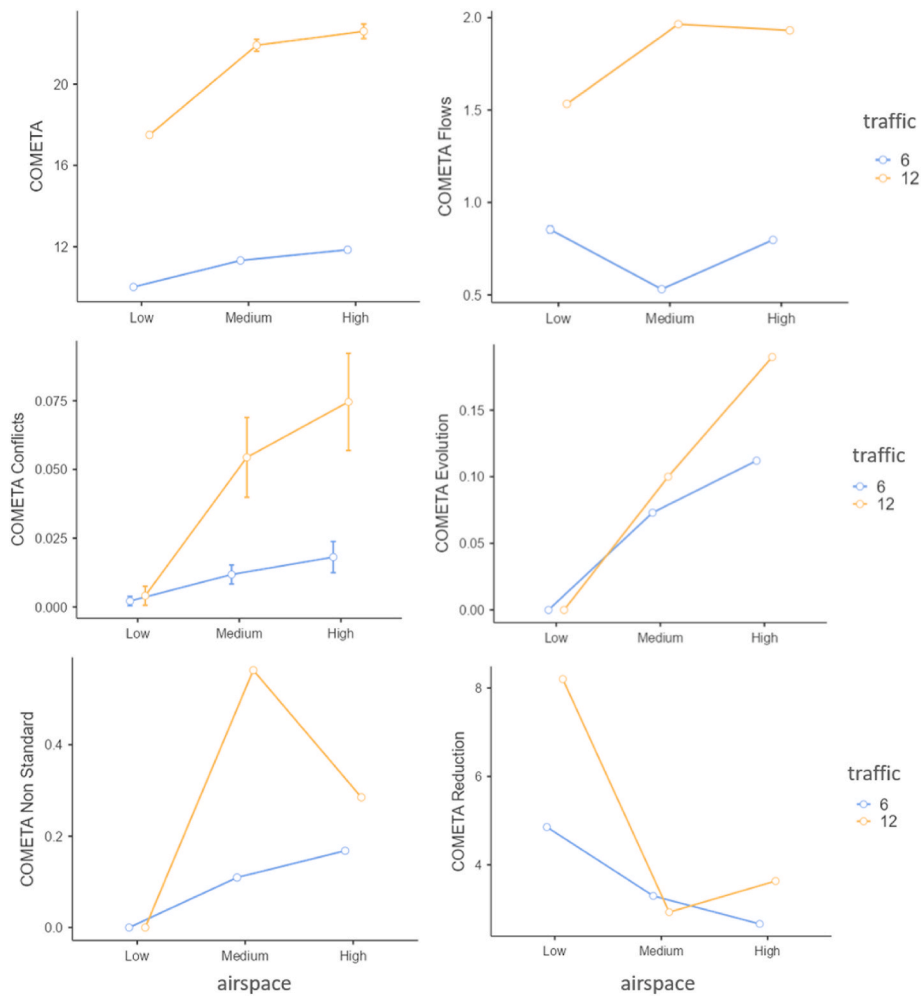 COMETA
20
16
12
Low Medium High
COMETA Flows
2.0
1.5
1.0
0.5
Low Medium High
traffic
6
12
COMETA Conflicts
0.075
0.050
0.025
0.000
Low Medium High
COMETA Evolution
0.15
0.10
0.05
0.00
Low Medium High
traffic
6
12
COMETA Non Standard
0.4
0.2
0.0
Low Medium High
airspace
COMETA Reduction
8
6
4
Low Medium High
airspace
traffic
6
12